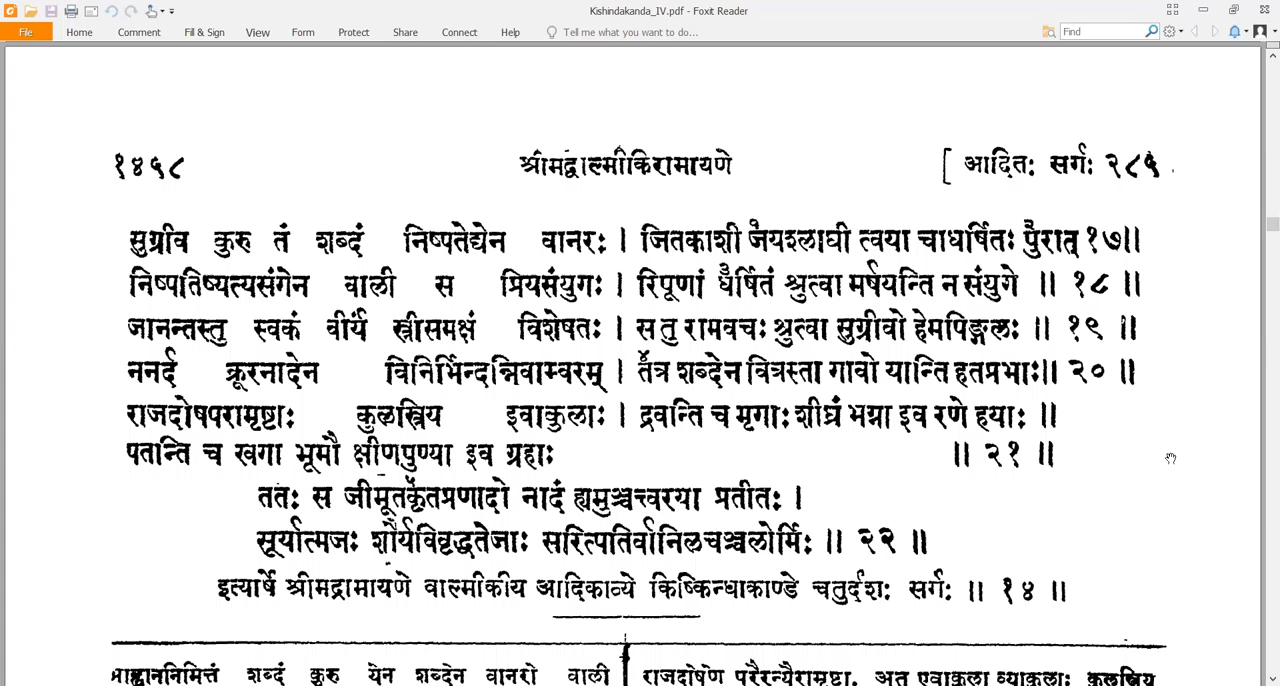 Kishindakanda_IV.pdf - Foxit Reader
File Home Comment Fill & Sign View Form Protect Share Connect Help Tell me what you want to do... Find
१४५८ श्रीमद्वाल्मीकिरामायणे [ आदितः सर्गः २८५
सुग्रीव कुरु तं शब्दं निष्पतेद्येन वानरः । जितकाशी जयश्लाघी त्वया चाधर्षितः पुरात् १७॥
निष्पतिष्यत्यसंगेन वाली स प्रियसंयुगः । रिपूणां धर्षितं श्रुत्वा मर्षयन्ति न संयुगे ॥ १८ ॥
जानन्तस्तु स्वकं वीर्यं स्त्रीसमक्षं विशेषतः । स तु रामवचः श्रुत्वा सुग्रीवो हेमपिङ्गलः ॥ १९ ॥
ननर्द क्रूरनादेन विनिर्भिन्दन्निवाम्बरम् । तत्र शब्देन वित्रस्ता गावो यान्ति हतप्रभाः॥ २० ॥
राजदोषपरामृष्टाः कुलस्त्रिय इवाकुलाः । द्रवन्ति च मृगाः शीघ्रं भग्ना इव रणे हयाः ॥
पतन्ति च खगा भूमौ क्षीणपुण्या इव ग्रहाः ॥ २१ ॥
ततः स जीमूतकृतप्रणादो नादं ह्यमुञ्चत्त्वरया प्रतीतः ।
सूर्यात्मजः शौर्यविवृद्धतेजाः सरित्पतिर्वानिलचञ्चलोर्मिः ॥ २२ ॥
इत्यार्षे श्रीमद्रामायणे वाल्मीकीय आदिकाव्ये किष्किन्धाकाण्डे चतुर्दशः सर्गः ॥ १४ ॥
शब्दं कुरु येन शब्देन वानरो वाली
राजदोषेण परैरन्यैरामृष्टा. अत एवाकुला व्याकुलाः कुलस्त्रिय